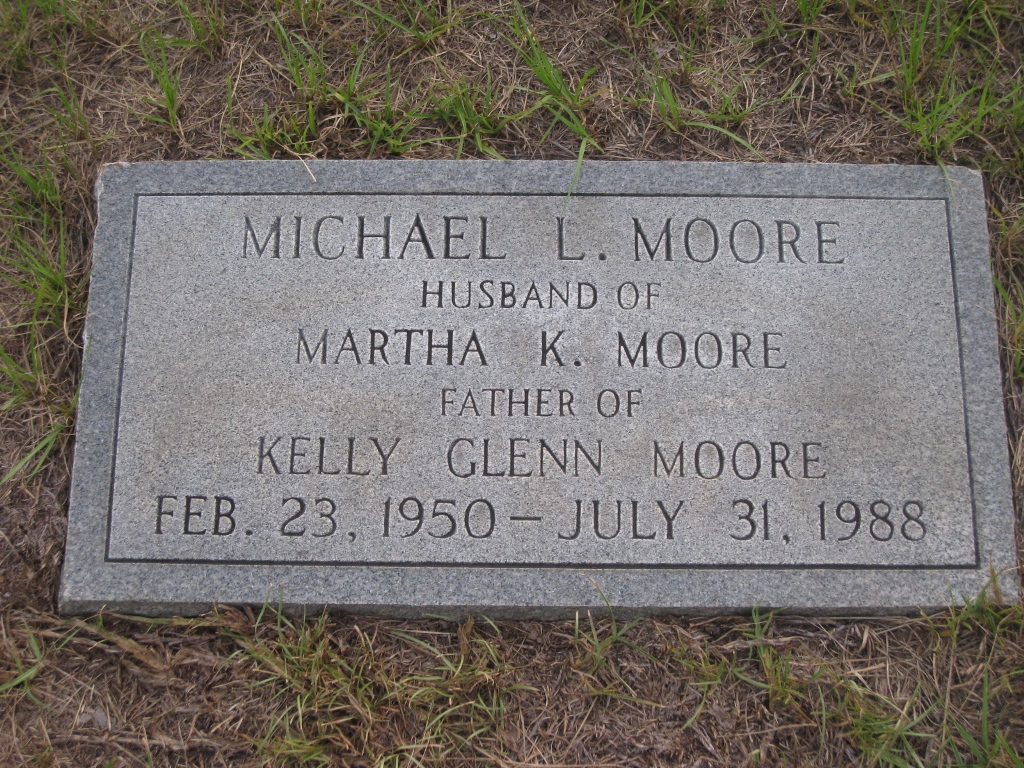 MICHAEL L. MOORE
HUSBAND OF
MARTHA K. MOORE
FATHER OF
KELLY GLENN MOORE
FEB. 23, 1950 – JULY 31, 1988